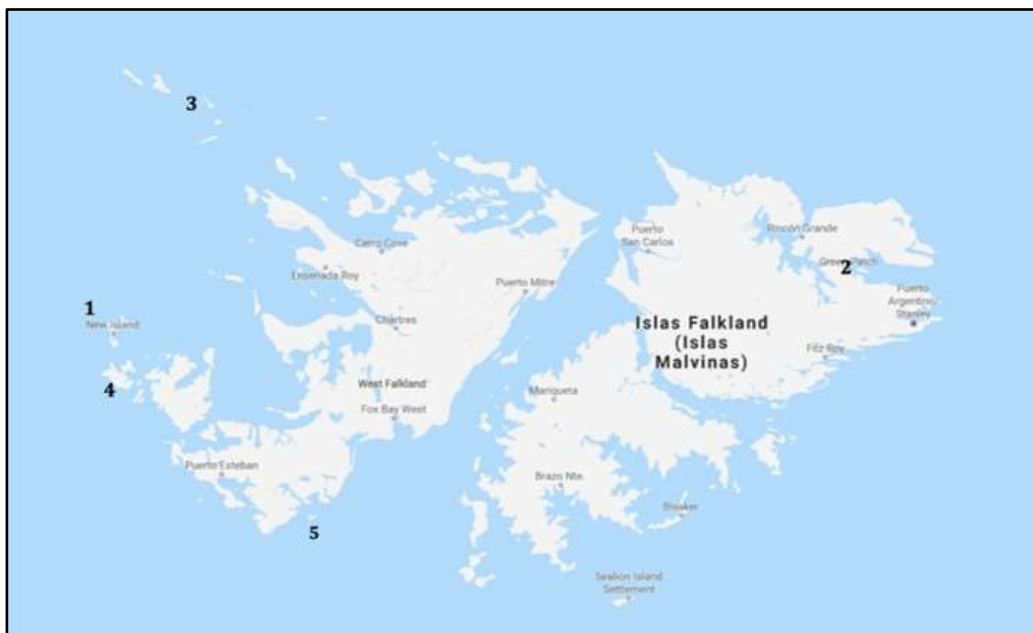 3
Rincón Grande
Puerto
San Carlos
Cerro Cove
Green Patch
2
Ensenada Roy
Puerto Mitre
Puerto
Argentino/
Stanley
1
New Island
Chartres
Islas Falkland
(Islas
Malvinas)
Fitz Roy
4
West Falkland
Mariqueta
Fox Bay West
Puerto Esteban
Brazo Nte.
Bleaker
5
Sealion Island
Settlement